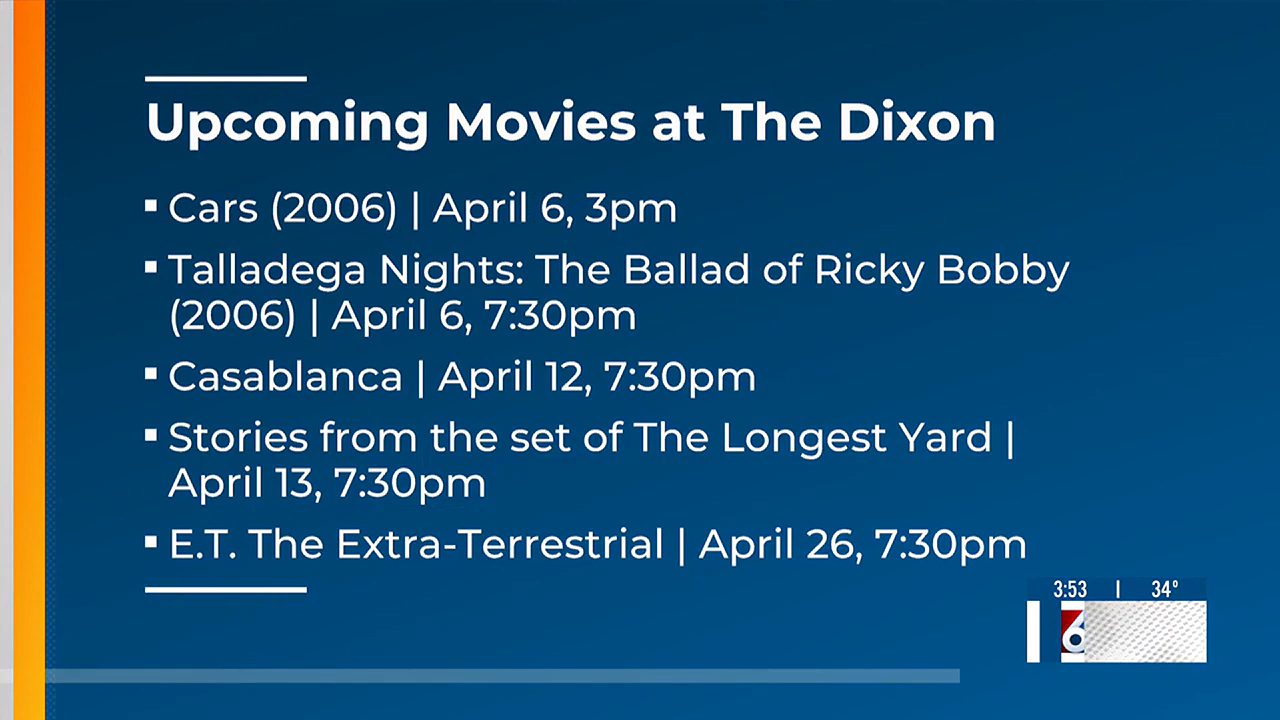 Upcoming Movies at The Dixon
▪ Cars (2006) | April 6, 3pm
▪ Talladega Nights: The Ballad of Ricky Bobby
(2006) | April 6, 7:30pm
▪ Casablanca | April 12, 7:30pm
▪ Stories from the set of The Longest Yard |
April 13, 7:30pm
▪ E.T. The Extra-Terrestrial | April 26, 7:30pm
3:53 | 34°
6